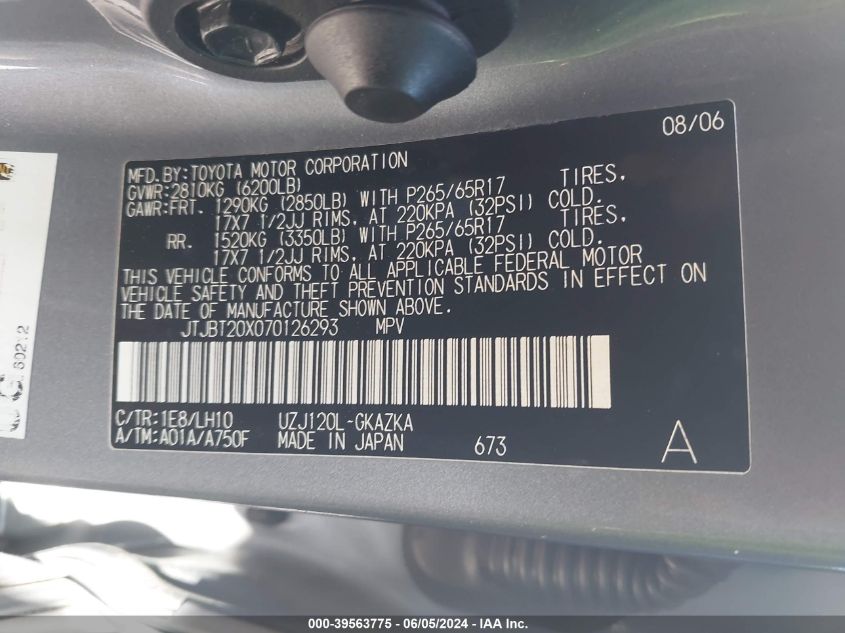 08/06
MFD.BY:TOYOTA MOTOR CORPORATION
GVWR:2810KG (6200LB)
GAWR:FRT. 1290KG (2850LB) WITH P265/65R17 TIRES,
17X7 1/2JJ RIMS, AT 220KPA (32PSI) COLD.
RR. 1520KG (3350LB) WITH P265/65R17 TIRES,
17X7 1/2JJ RIMS, AT 220KPA (32PSI) COLD.
THIS VEHICLE CONFORMS TO ALL APPLICABLE FEDERAL MOTOR
VEHICLE SAFETY AND THEFT PREVENTION STANDARDS IN EFFECT ON
THE DATE OF MANUFACTURE SHOWN ABOVE.
JTJBT20X070126293 MPV
C/TR:1E8/LH10 UZJ120L-GKAZKA
A/TM:A01A/A750F MADE IN JAPAN 673 A
000-39563775 - 06/05/2024 - IAA Inc.